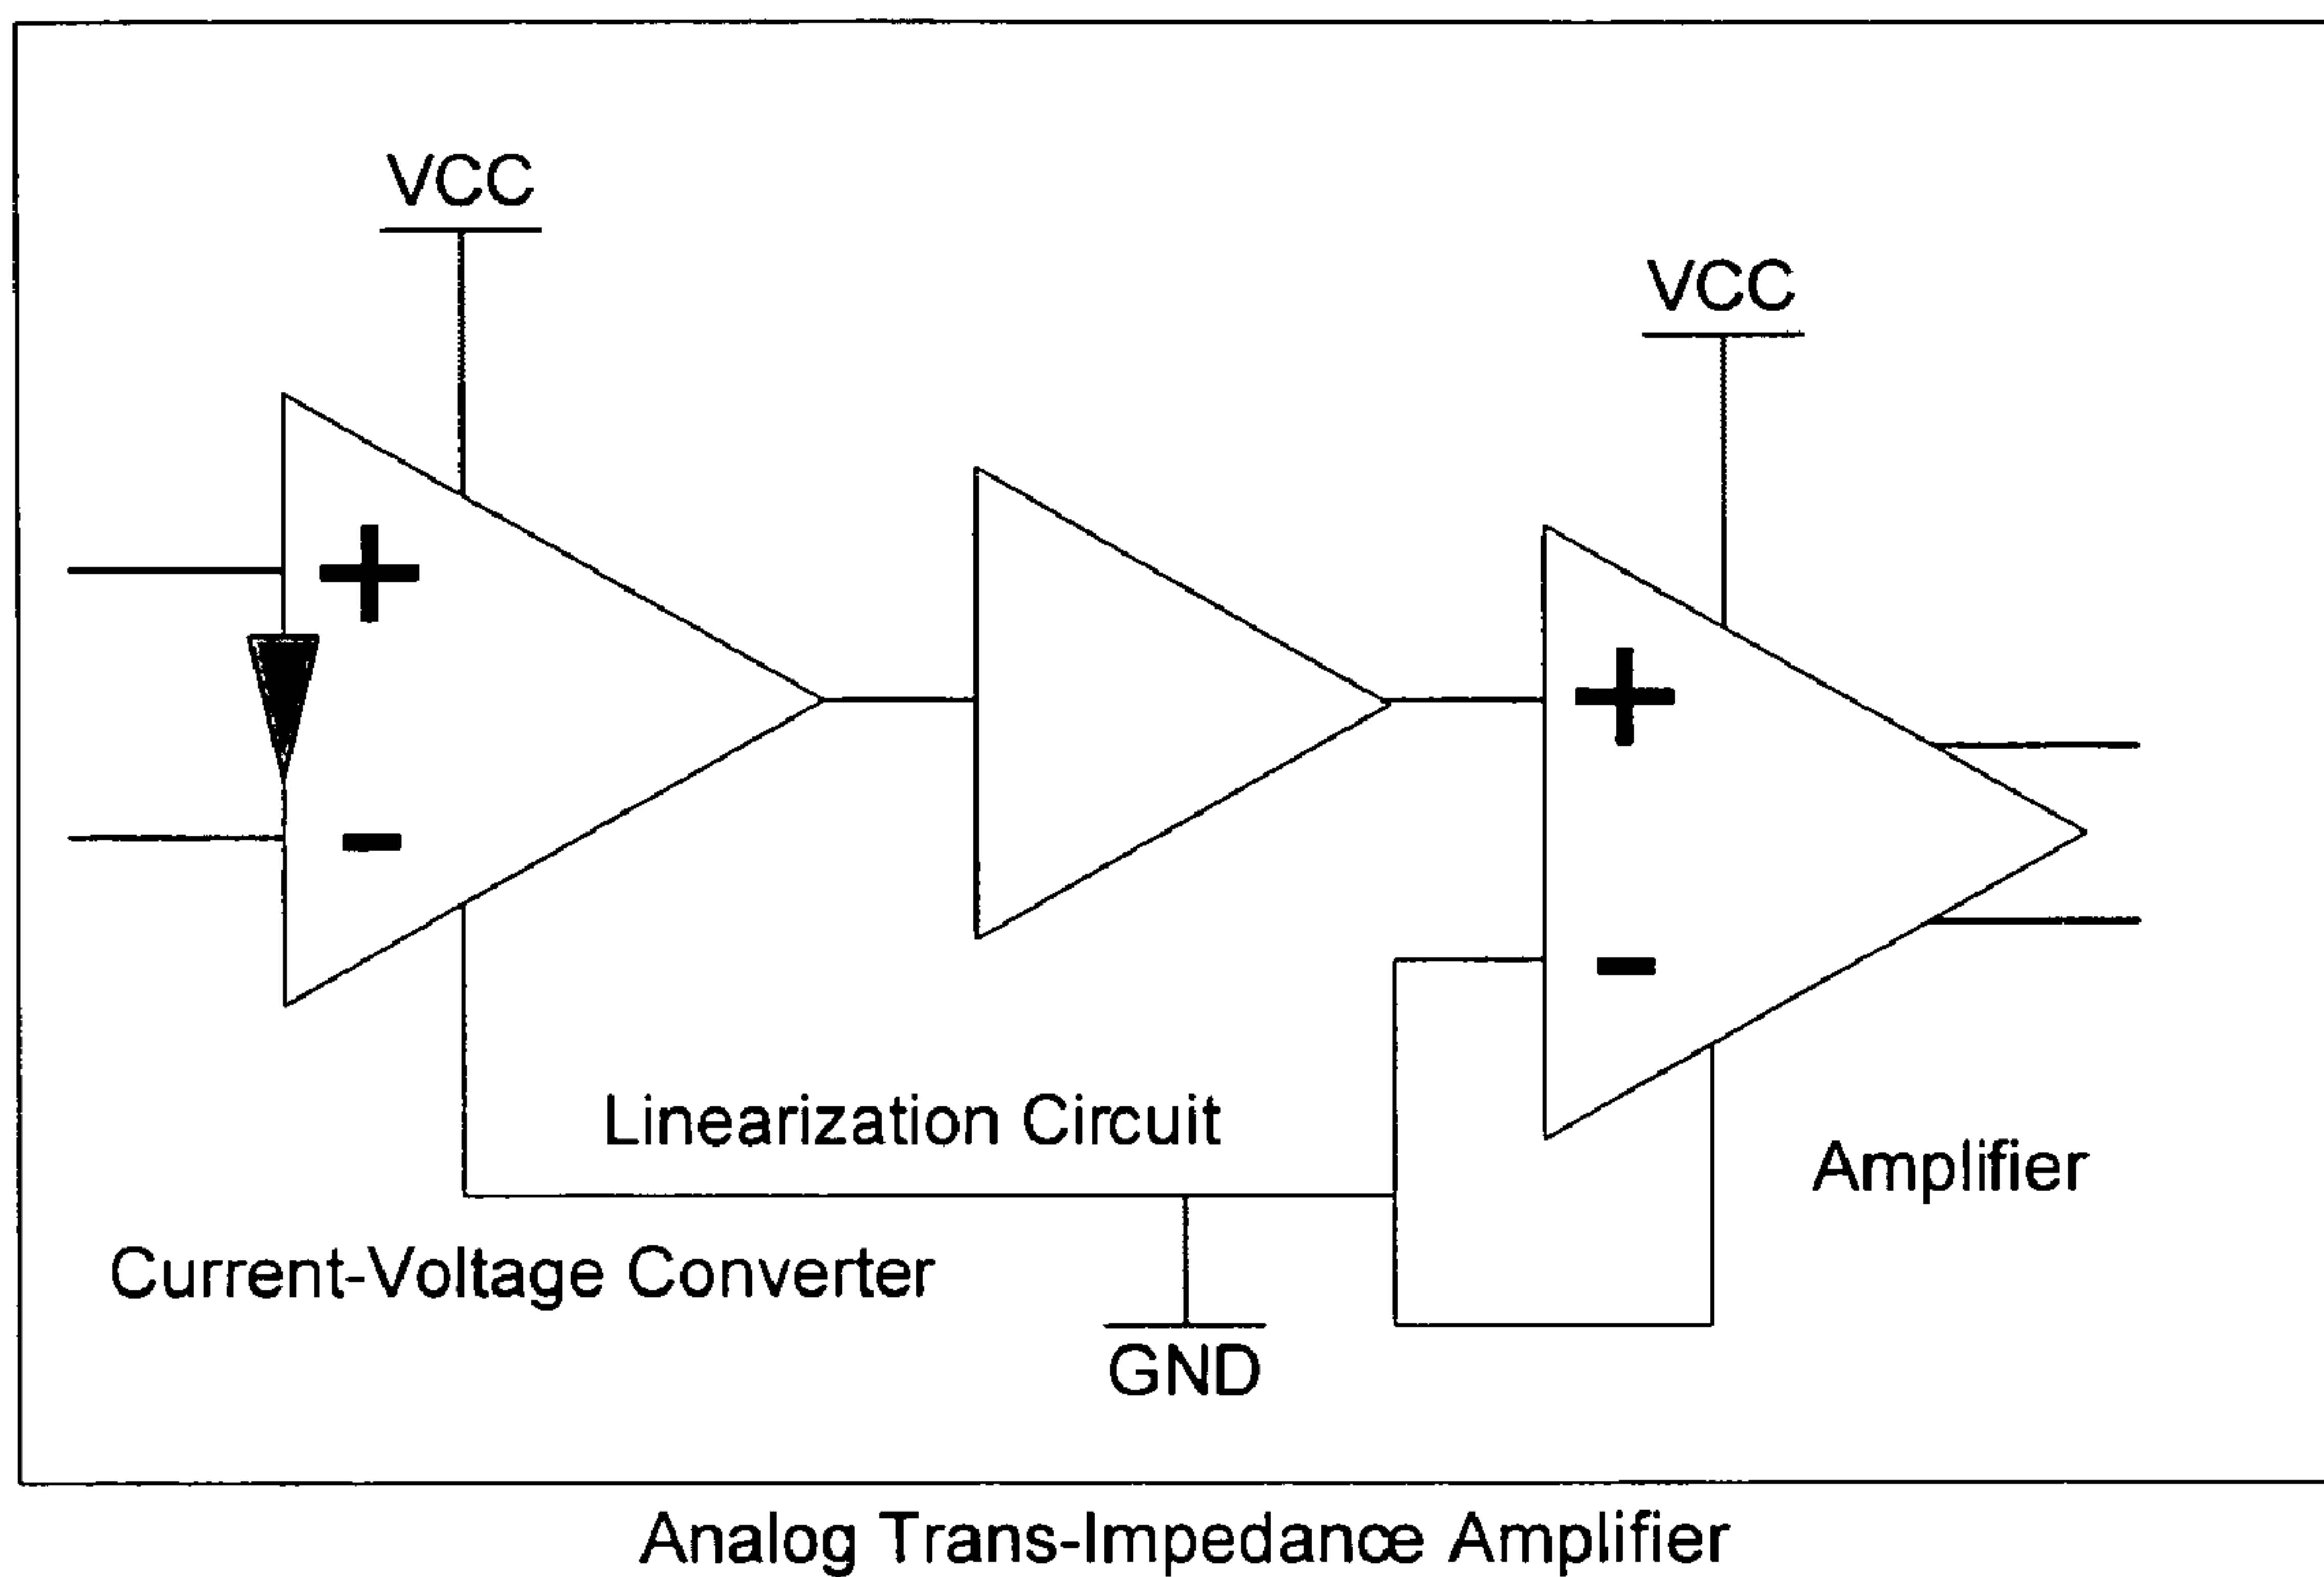 VCC
VCC
+
+
-
-
Linearization Circuit
Amplifier
Current-Voltage Converter
GND
Analog Trans-Impedance Amplifier